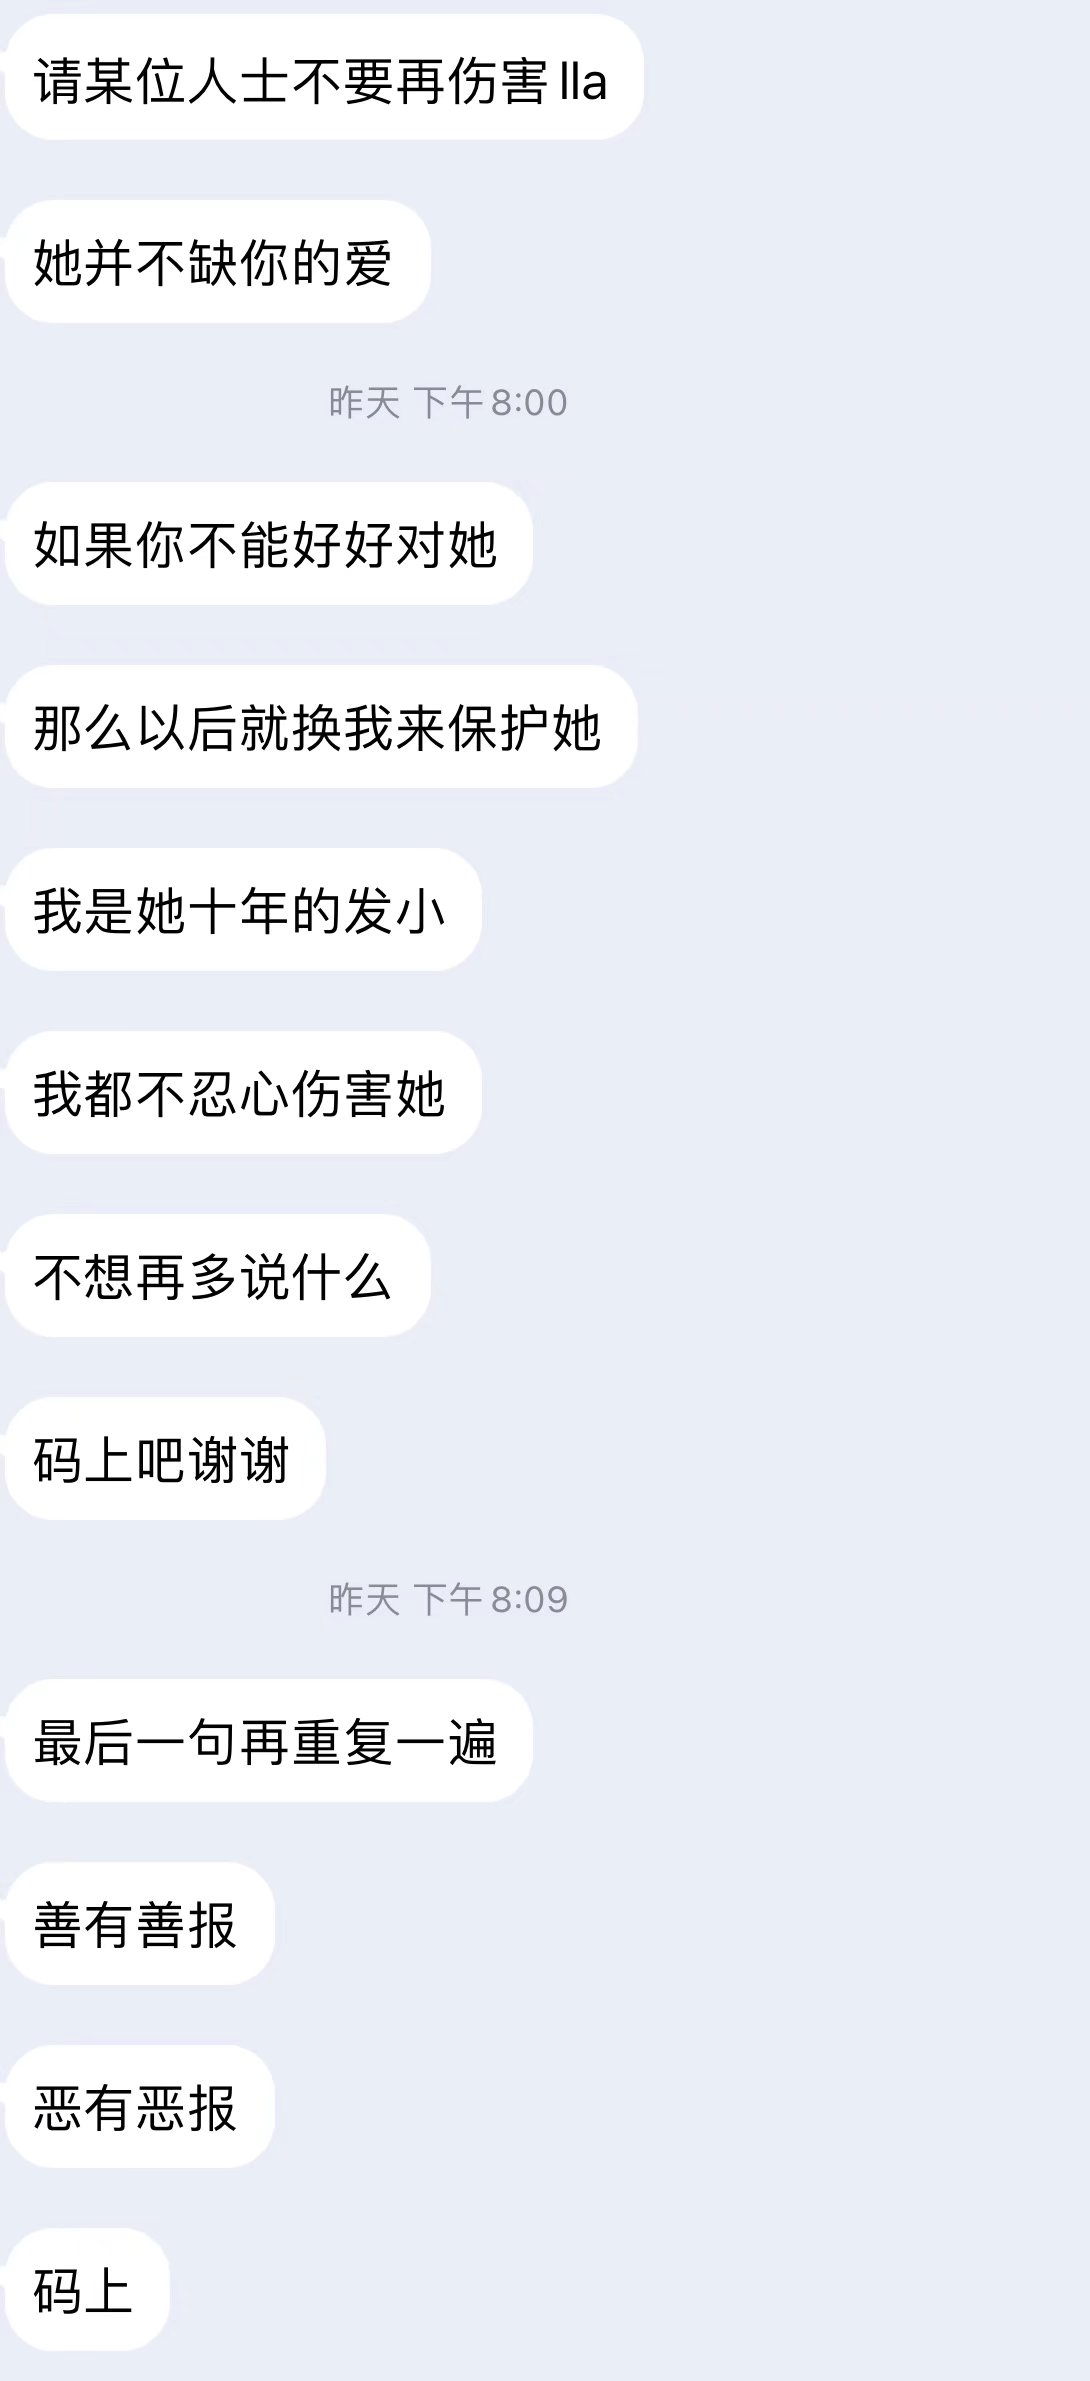 请某位人士不要再伤害lla
她并不缺你的爱
昨天 下午8:00
如果你不能好好对她
那么以后就换我来保护她
我是她十年的发小
我都不忍心伤害她
不想再多说什么
码上吧谢谢
昨天 下午8:09
最后一句再重复一遍
善有善报
恶有恶报
码上